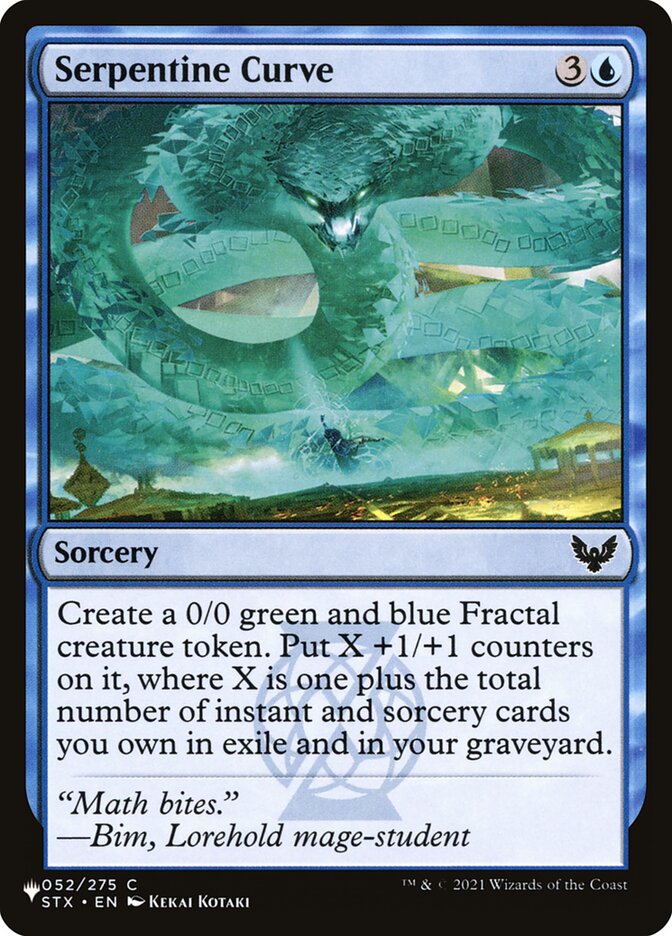 Serpentine Curve 3
Sorcery
Create a 0/0 green and blue Fractal
creature token. Put X +1/+1 counters
on it, where X is one plus the total
number of instant and sorcery cards
you own in exile and in your graveyard.
“Math bites.”
—Bim, Lorehold mage-student
052/275 C
STX • EN Kekai Kotaki
™ & © 2021 Wizards of the Coast